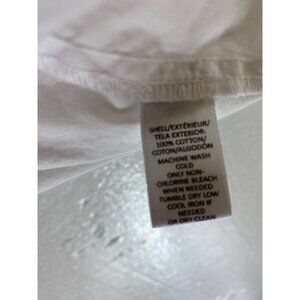 SHELL/EXTÉRIEUR/
TELA EXTERIOR:
100% COTTON/
COTON/ALGODÓN
MACHINE WASH
COLD
ONLY NON-
CHLORINE BLEACH
WHEN NEEDED
TUMBLE DRY LOW
COOL IRON IF
NEEDED
OR DRY CLEAN